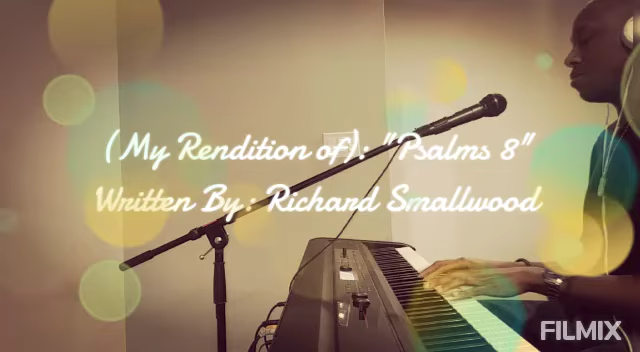 (My Rendition of): "Psalms 8"
Written By: Richard Smallwood
FILMIX